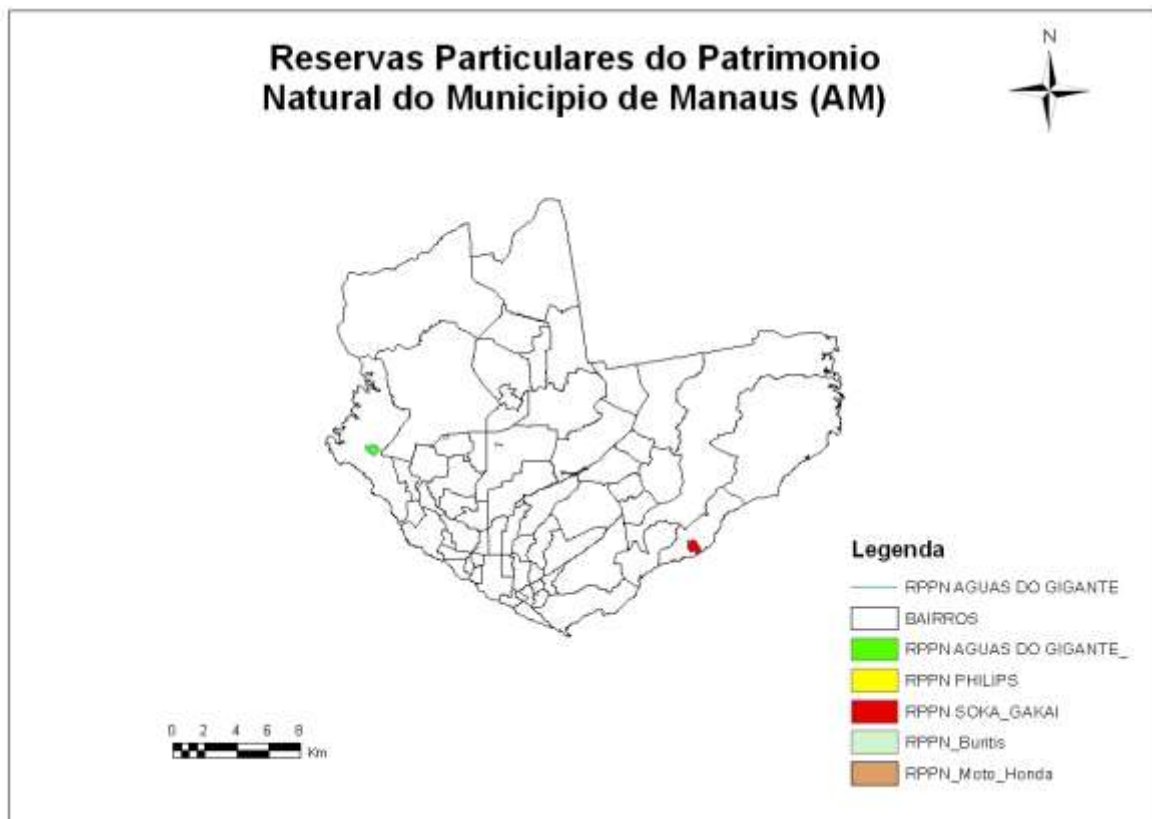 Reservas Particulares do Patrimonio
Natural do Municipio de Manaus (AM)
N
Legenda
RPPN AGUAS DO GIGANTE
BAIRROS
RPPN AGUAS DO GIGANTE_
RPPN PHILIPS
RPPN SOKA_GAKAI
RPPN_Buritis
RPPN_Moto_Honda
0 2 4 6 8
Km